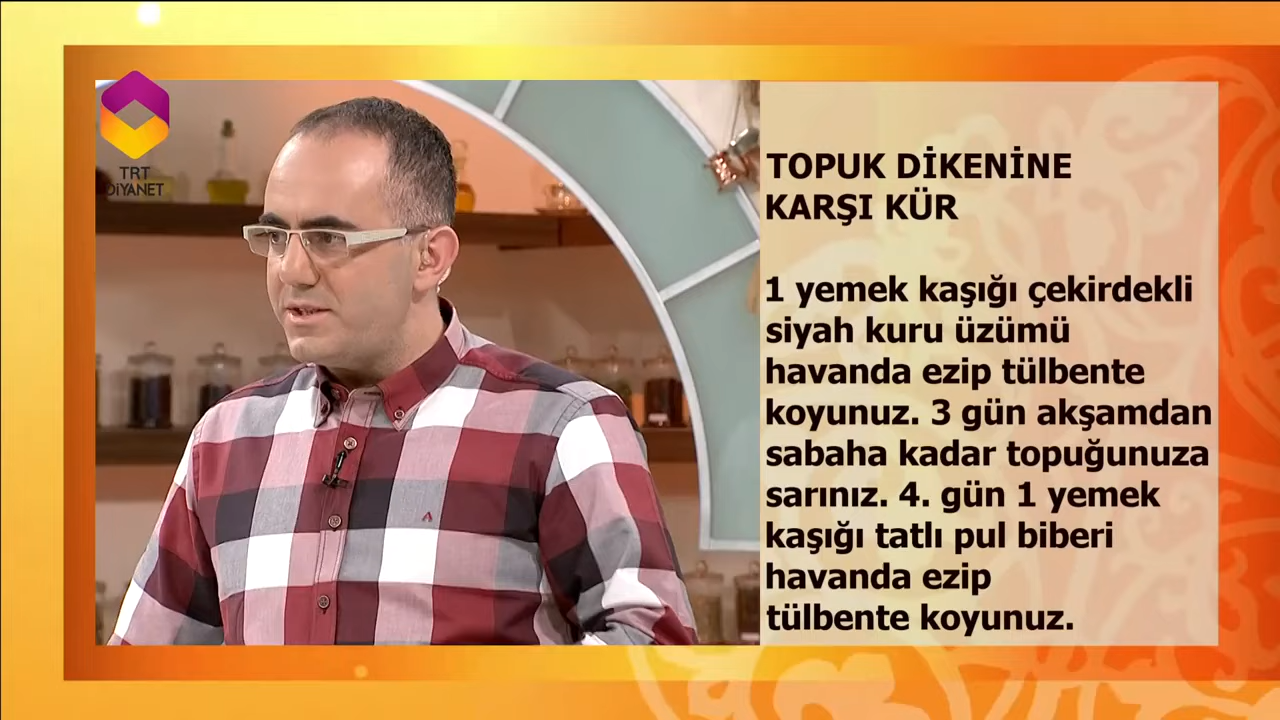 TRT
DİYANET
TOPUK DİKENİNE
KARŞI KÜR
1 yemek kaşığı çekirdekli
siyah kuru üzümü
havanda ezip tülbente
koyunuz. 3 gün akşamdan
sabaha kadar topuğunuza
sarınız. 4. gün 1 yemek
kaşığı tatlı pul biberi
havanda ezip
tülbente koyunuz.